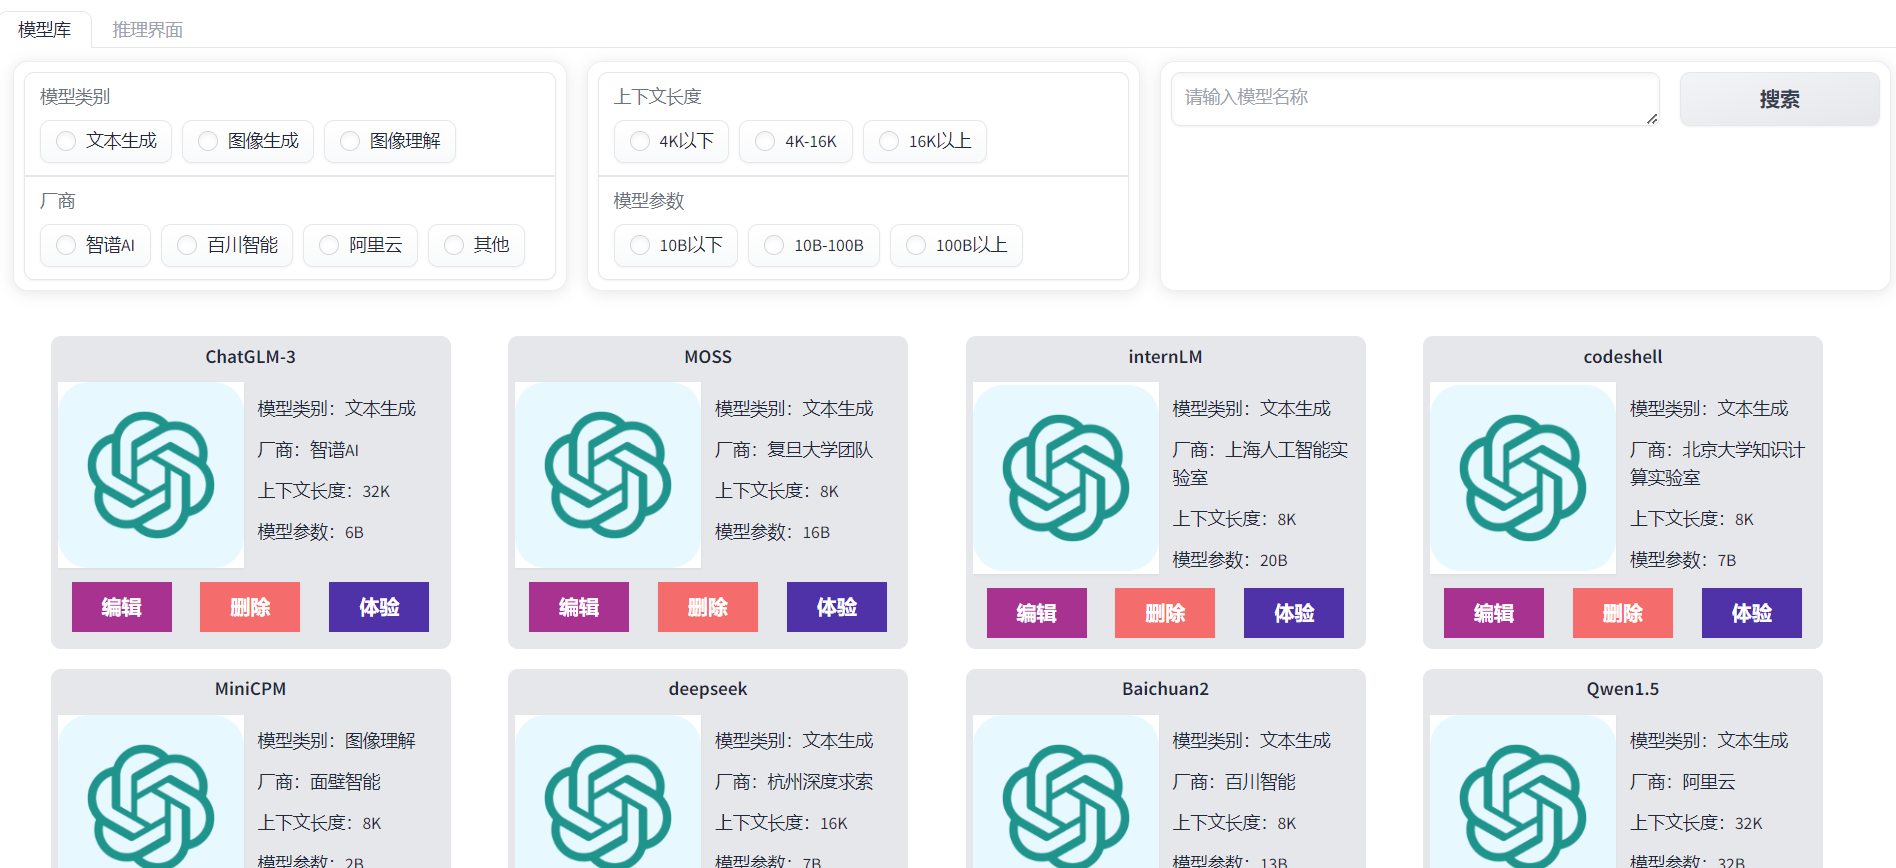 模型库
推理界面
模型类别
文本生成
图像生成
图像理解
厂商
智谱AI
百川智能
阿里云
其他
上下文长度
4K以下
4K-16K
16K以上
模型参数
10B以下
10B-100B
100B以上
请输入模型名称
搜索
ChatGLM-3
模型类别：文本生成
厂商：智谱AI
上下文长度：32K
模型参数：6B
编辑
删除
体验
MOSS
模型类别：文本生成
厂商：复旦大学团队
上下文长度：8K
模型参数：16B
编辑
删除
体验
internLM
模型类别：文本生成
厂商：上海人工智能实
验室
上下文长度：8K
模型参数：20B
编辑
删除
体验
codeshell
模型类别：文本生成
厂商：北京大学知识计
算实验室
上下文长度：8K
模型参数：7B
编辑
删除
体验
MiniCPM
模型类别：图像理解
厂商：面壁智能
上下文长度：8K
模型参数：2B
deepseek
模型类别：文本生成
厂商：杭州深度求索
上下文长度：16K
模型参数：7B
Baichuan2
模型类别：文本生成
厂商：百川智能
上下文长度：8K
模型参数：13B
Qwen1.5
模型类别：文本生成
厂商：阿里云
上下文长度：32K
模型参数：32B